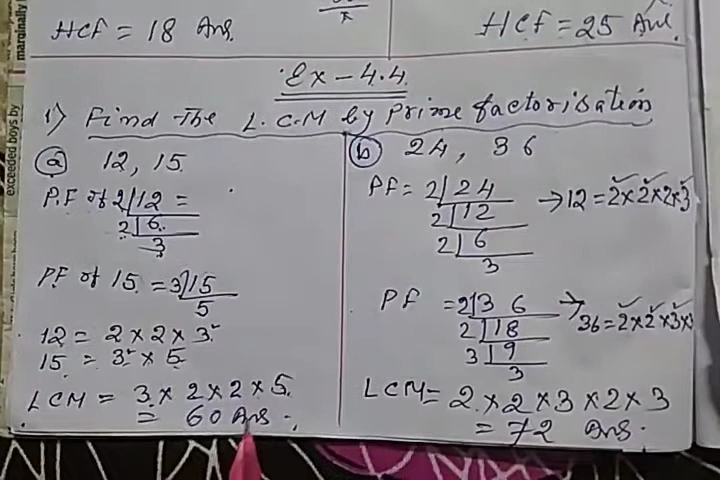 HCF = 18 Ans.
HCF = 25 Ans.
Ex - 4.4
1) Find The L.C.M by Prime factorisation
(a) 12, 15.
P.F of 2|12 =
2|6
3
PF of 15 = 3|15
5
12 = 2 × 2 × 3
15 = 3 × 5
LCM = 3 × 2 × 2 × 5
= 60 Ans.
(b) 24, 36
PF = 2|24 → 12 = 2×2×2×3
2|12
2|6
3
PF = 2|36 → 36 = 2×2×3×3
2|18
3|9
3
LCM = 2 × 2 × 3 × 2 × 3
= 72 Ans.
marginally
exceeded boys by